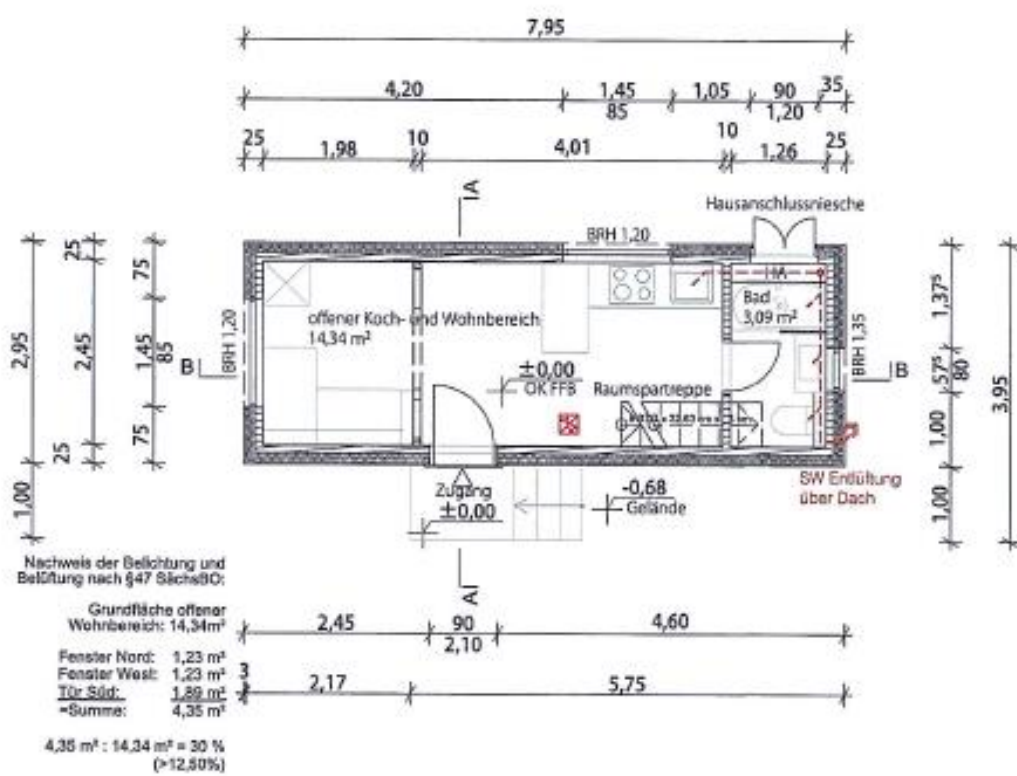 7,95
4,20 1,45 1,05 90 35
85 1,20
25 1,98 10 4,01 10 1,26 25
IA
Hausanschlussniesche
BRH 1,20
HA
Bad
3,09 m²
offener Koch- und Wohnbereich
14,34 m²
2,95
1,00
25
2,45
25
75
1,45
85
75
BRH 1,20
B
±0,00
OK FFB
Raumspartreppe
BRH 1,35
B
1,37⁵
,57⁵
80
1,00
1,00
3,95
SW Entlüftung
über Dach
Zugang
±0,00
-0,68
Gelände
AI
Nachweis der Belichtung und
Belüftung nach §47 SächsBO:
Grundfläche offener
Wohnbereich: 14,34m²
Fenster Nord: 1,23 m²
Fenster West: 1,23 m²
Tür Süd: 1,89 m²
=Summe: 4,35 m²
4,35 m² : 14,34 m² = 30 %
(>12,50%)
2,45 90 4,60
2,10
3 2,17 5,75